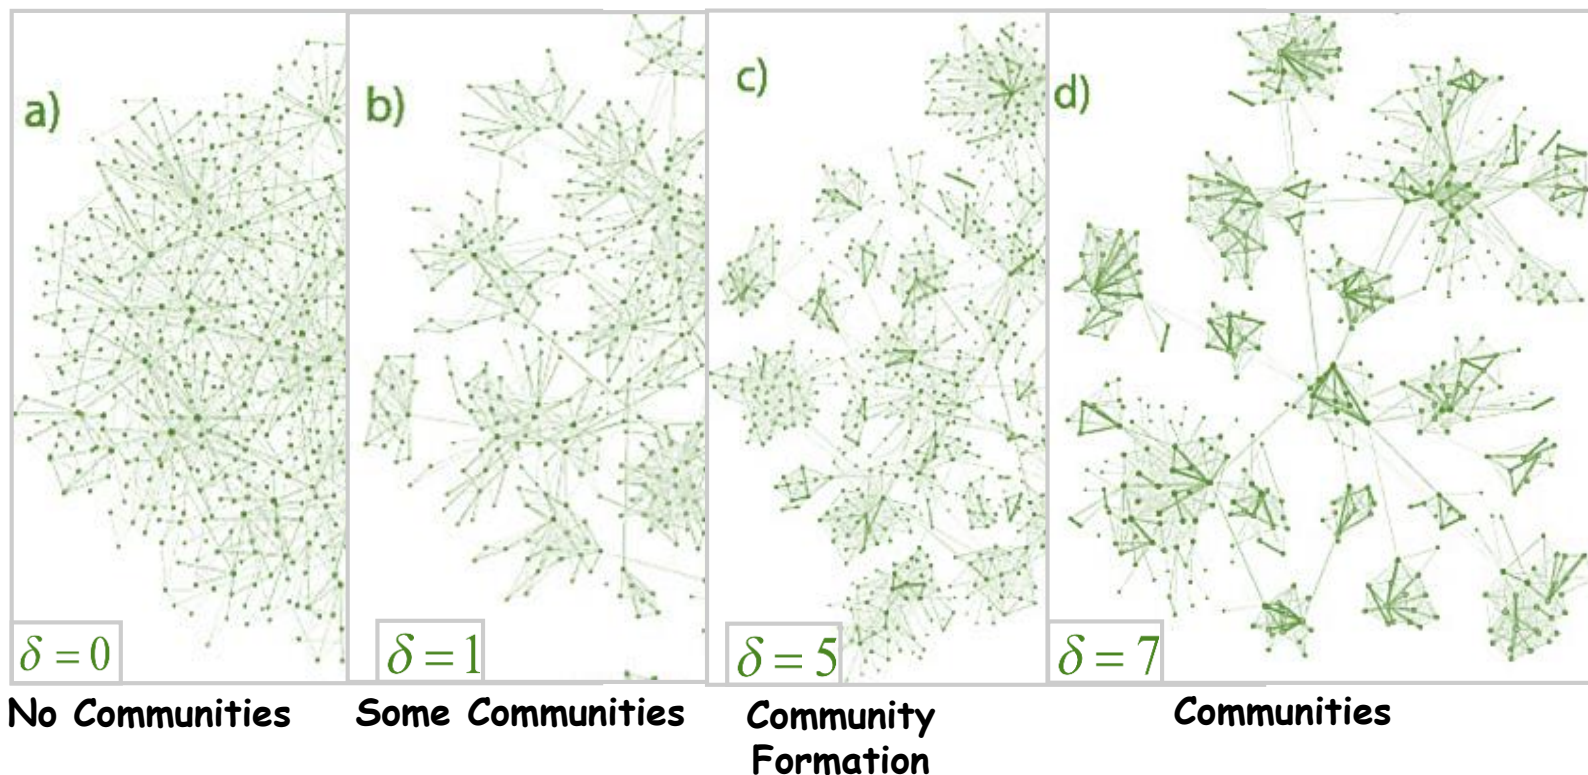 a)
b)
c)
d)
δ = 0
δ = 1
δ = 5
δ = 7
No Communities
Some Communities
Community
Formation
Communities